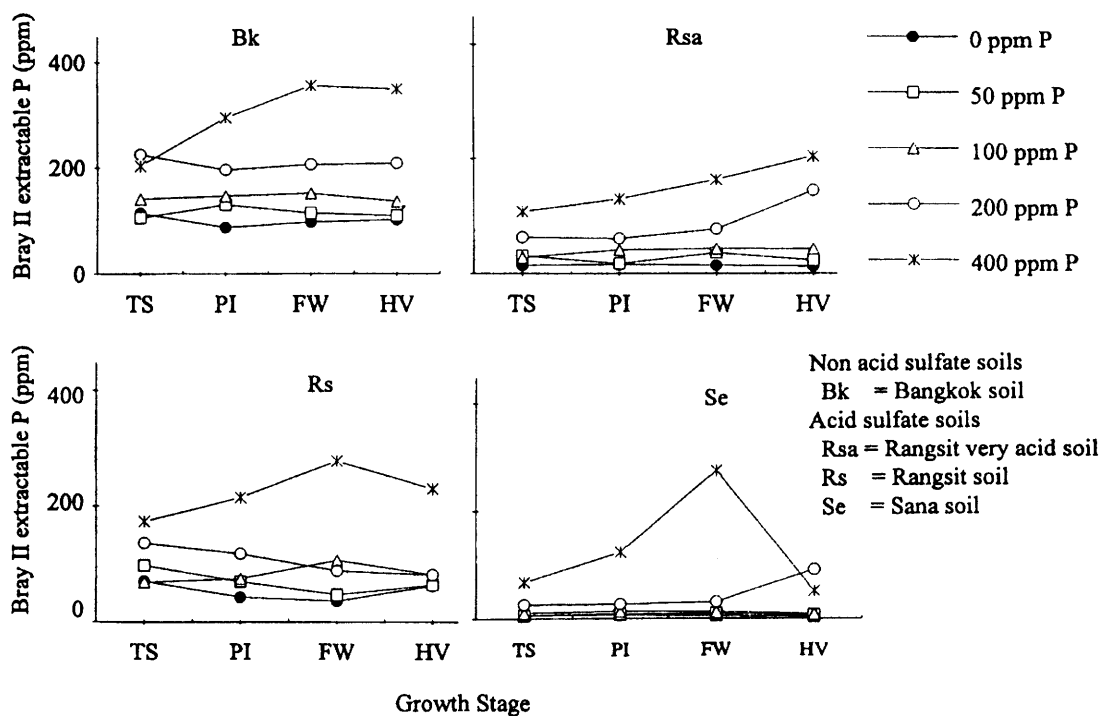 Bk
Rsa
Bray II extractable P (ppm)
400
200
0
TS PI FW HV
TS PI FW HV
0 ppm P
50 ppm P
100 ppm P
200 ppm P
400 ppm P
Rs
Se
Bray II extractable P (ppm)
400
200
0
TS PI FW HV
TS PI FW HV
Growth Stage
Non acid sulfate soils
Bk = Bangkok soil
Acid sulfate soils
Rsa = Rangsit very acid soil
Rs = Rangsit soil
Se = Sana soil